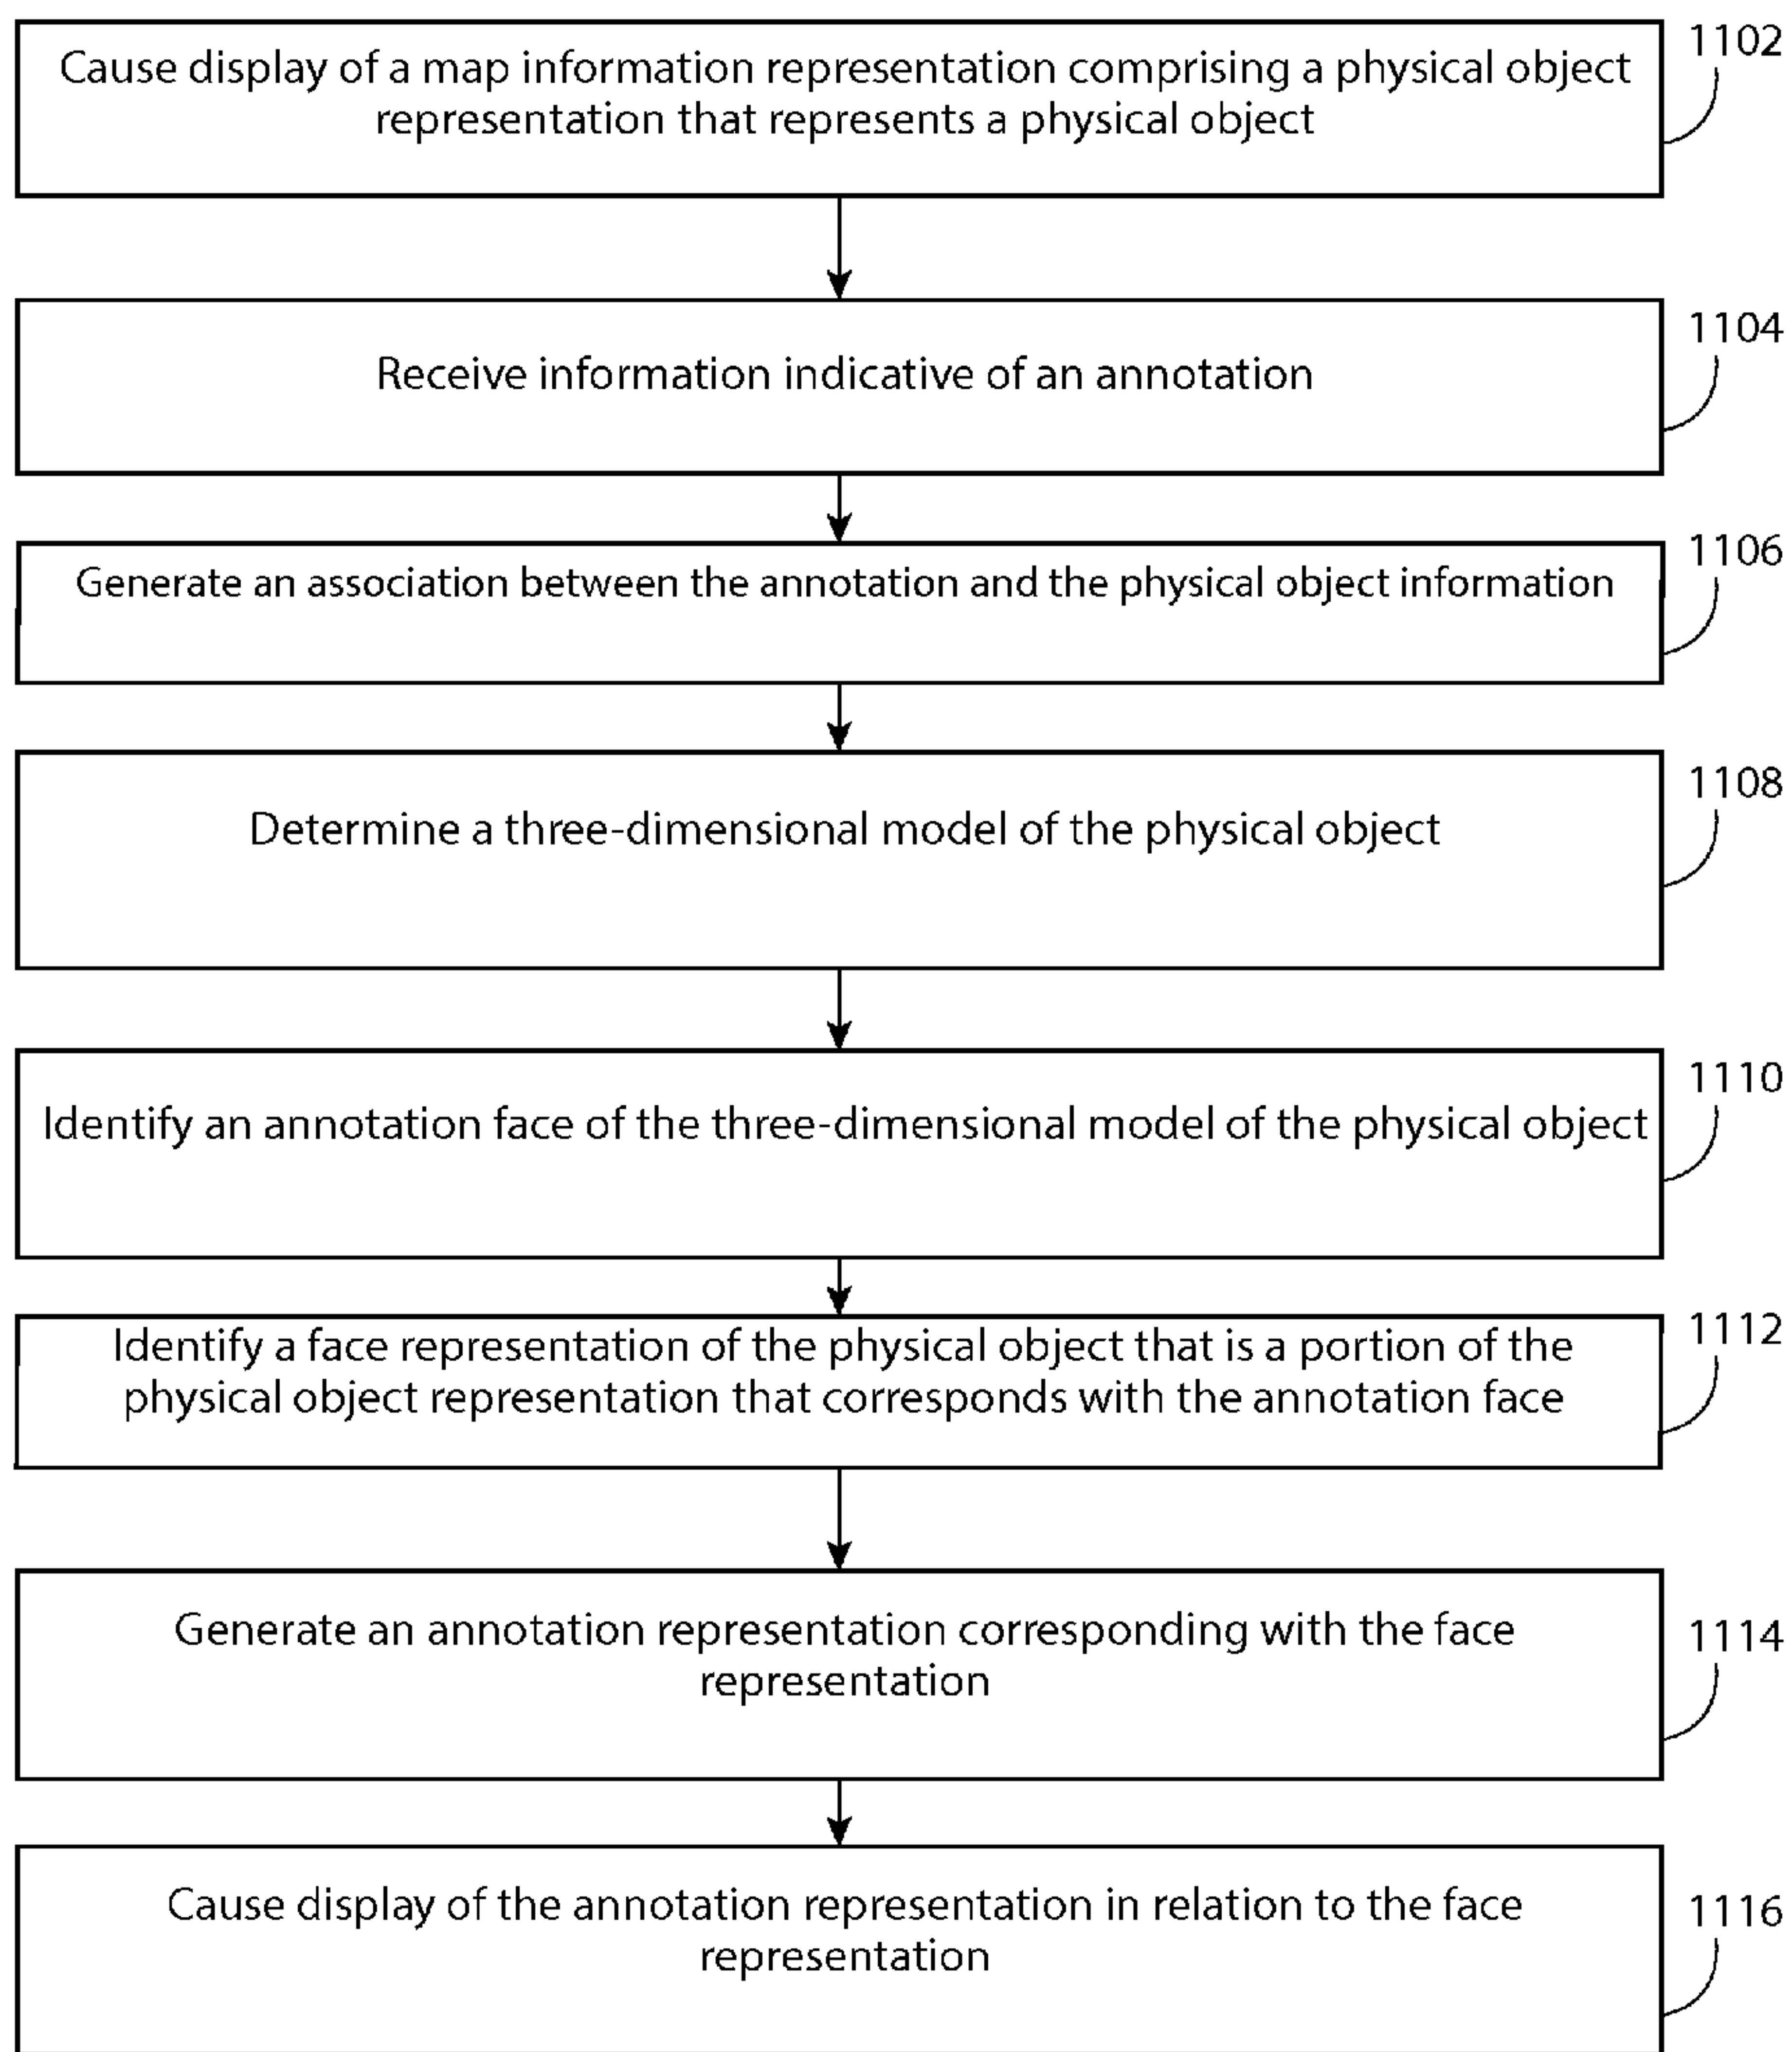 1102
Cause display of a map information representation comprising a physical object
representation that represents a physical object
1104
Receive information indicative of an annotation
1106
Generate an association between the annotation and the physical object information
1108
Determine a three-dimensional model of the physical object
1110
Identify an annotation face of the three-dimensional model of the physical object
1112
Identify a face representation of the physical object that is a portion of the
physical object representation that corresponds with the annotation face
1114
Generate an annotation representation corresponding with the face
representation
1116
Cause display of the annotation representation in relation to the face
representation